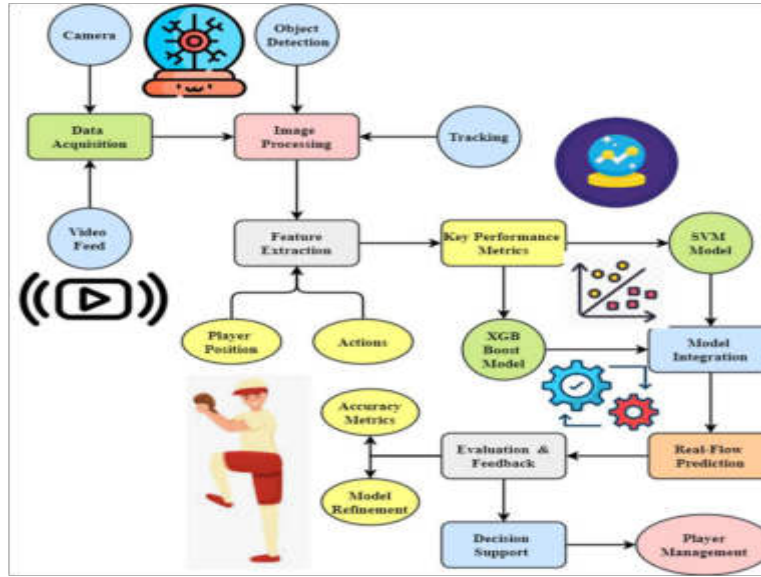 Camera
Object
Detection
Data
Acquisition
Image
Processing
Tracking
Video
Feed
Feature
Extraction
Key Performance
Metrics
SVM
Model
Player
Position
Actions
XGB
Boost
Model
Model
Integration
Accuracy
Metrics
Evaluation &
Feedback
Real-Flow
Prediction
Model
Refinement
Decision
Support
Player
Management